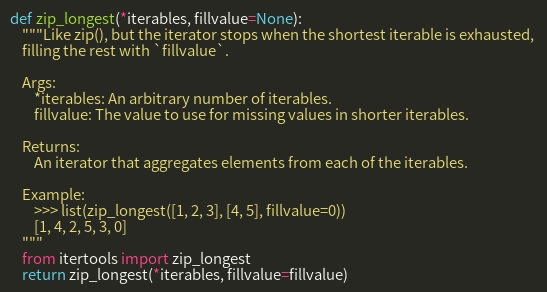 def zip_longest(*iterables, fillvalue=None):
"""Like zip(), but the iterator stops when the shortest iterable is exhausted,
filling the rest with `fillvalue`.
Args:
*iterables: An arbitrary number of iterables.
fillvalue: The value to use for missing values in shorter iterables.
Returns:
An iterator that aggregates elements from each of the iterables.
Example:
>>> list(zip_longest([1, 2, 3], [4, 5], fillvalue=0))
[1, 4, 2, 5, 3, 0]
"""
from itertools import zip_longest
return zip_longest(*iterables, fillvalue=fillvalue)